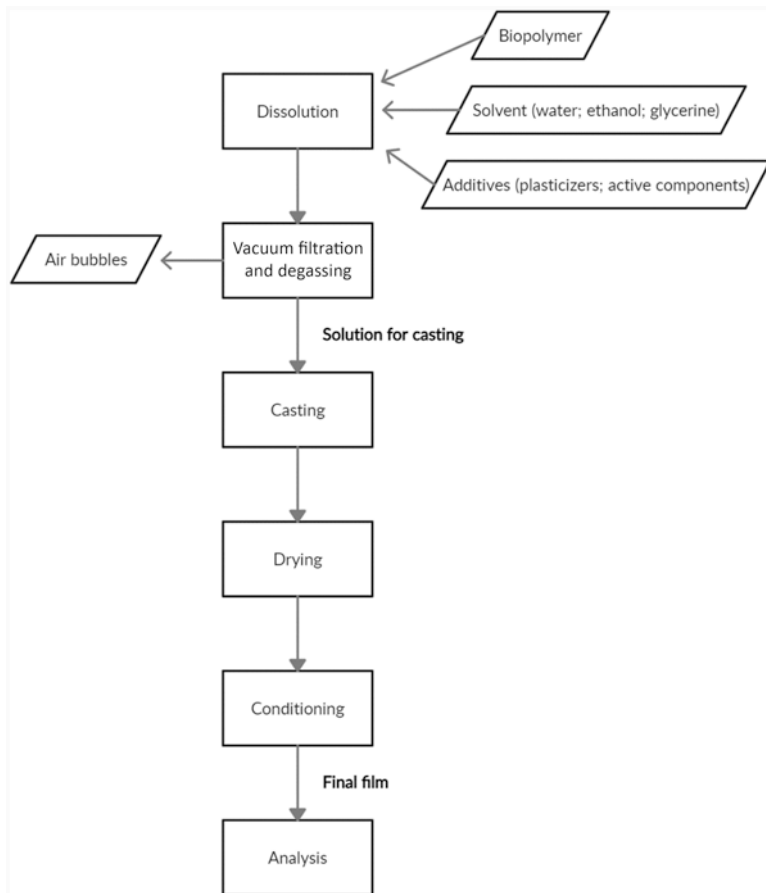 Biopolymer
Dissolution
Solvent (water; ethanol; glycerine)
Additives (plasticizers; active components)
Vacuum filtration
and degassing
Air bubbles
Solution for casting
Casting
Drying
Conditioning
Final film
Analysis